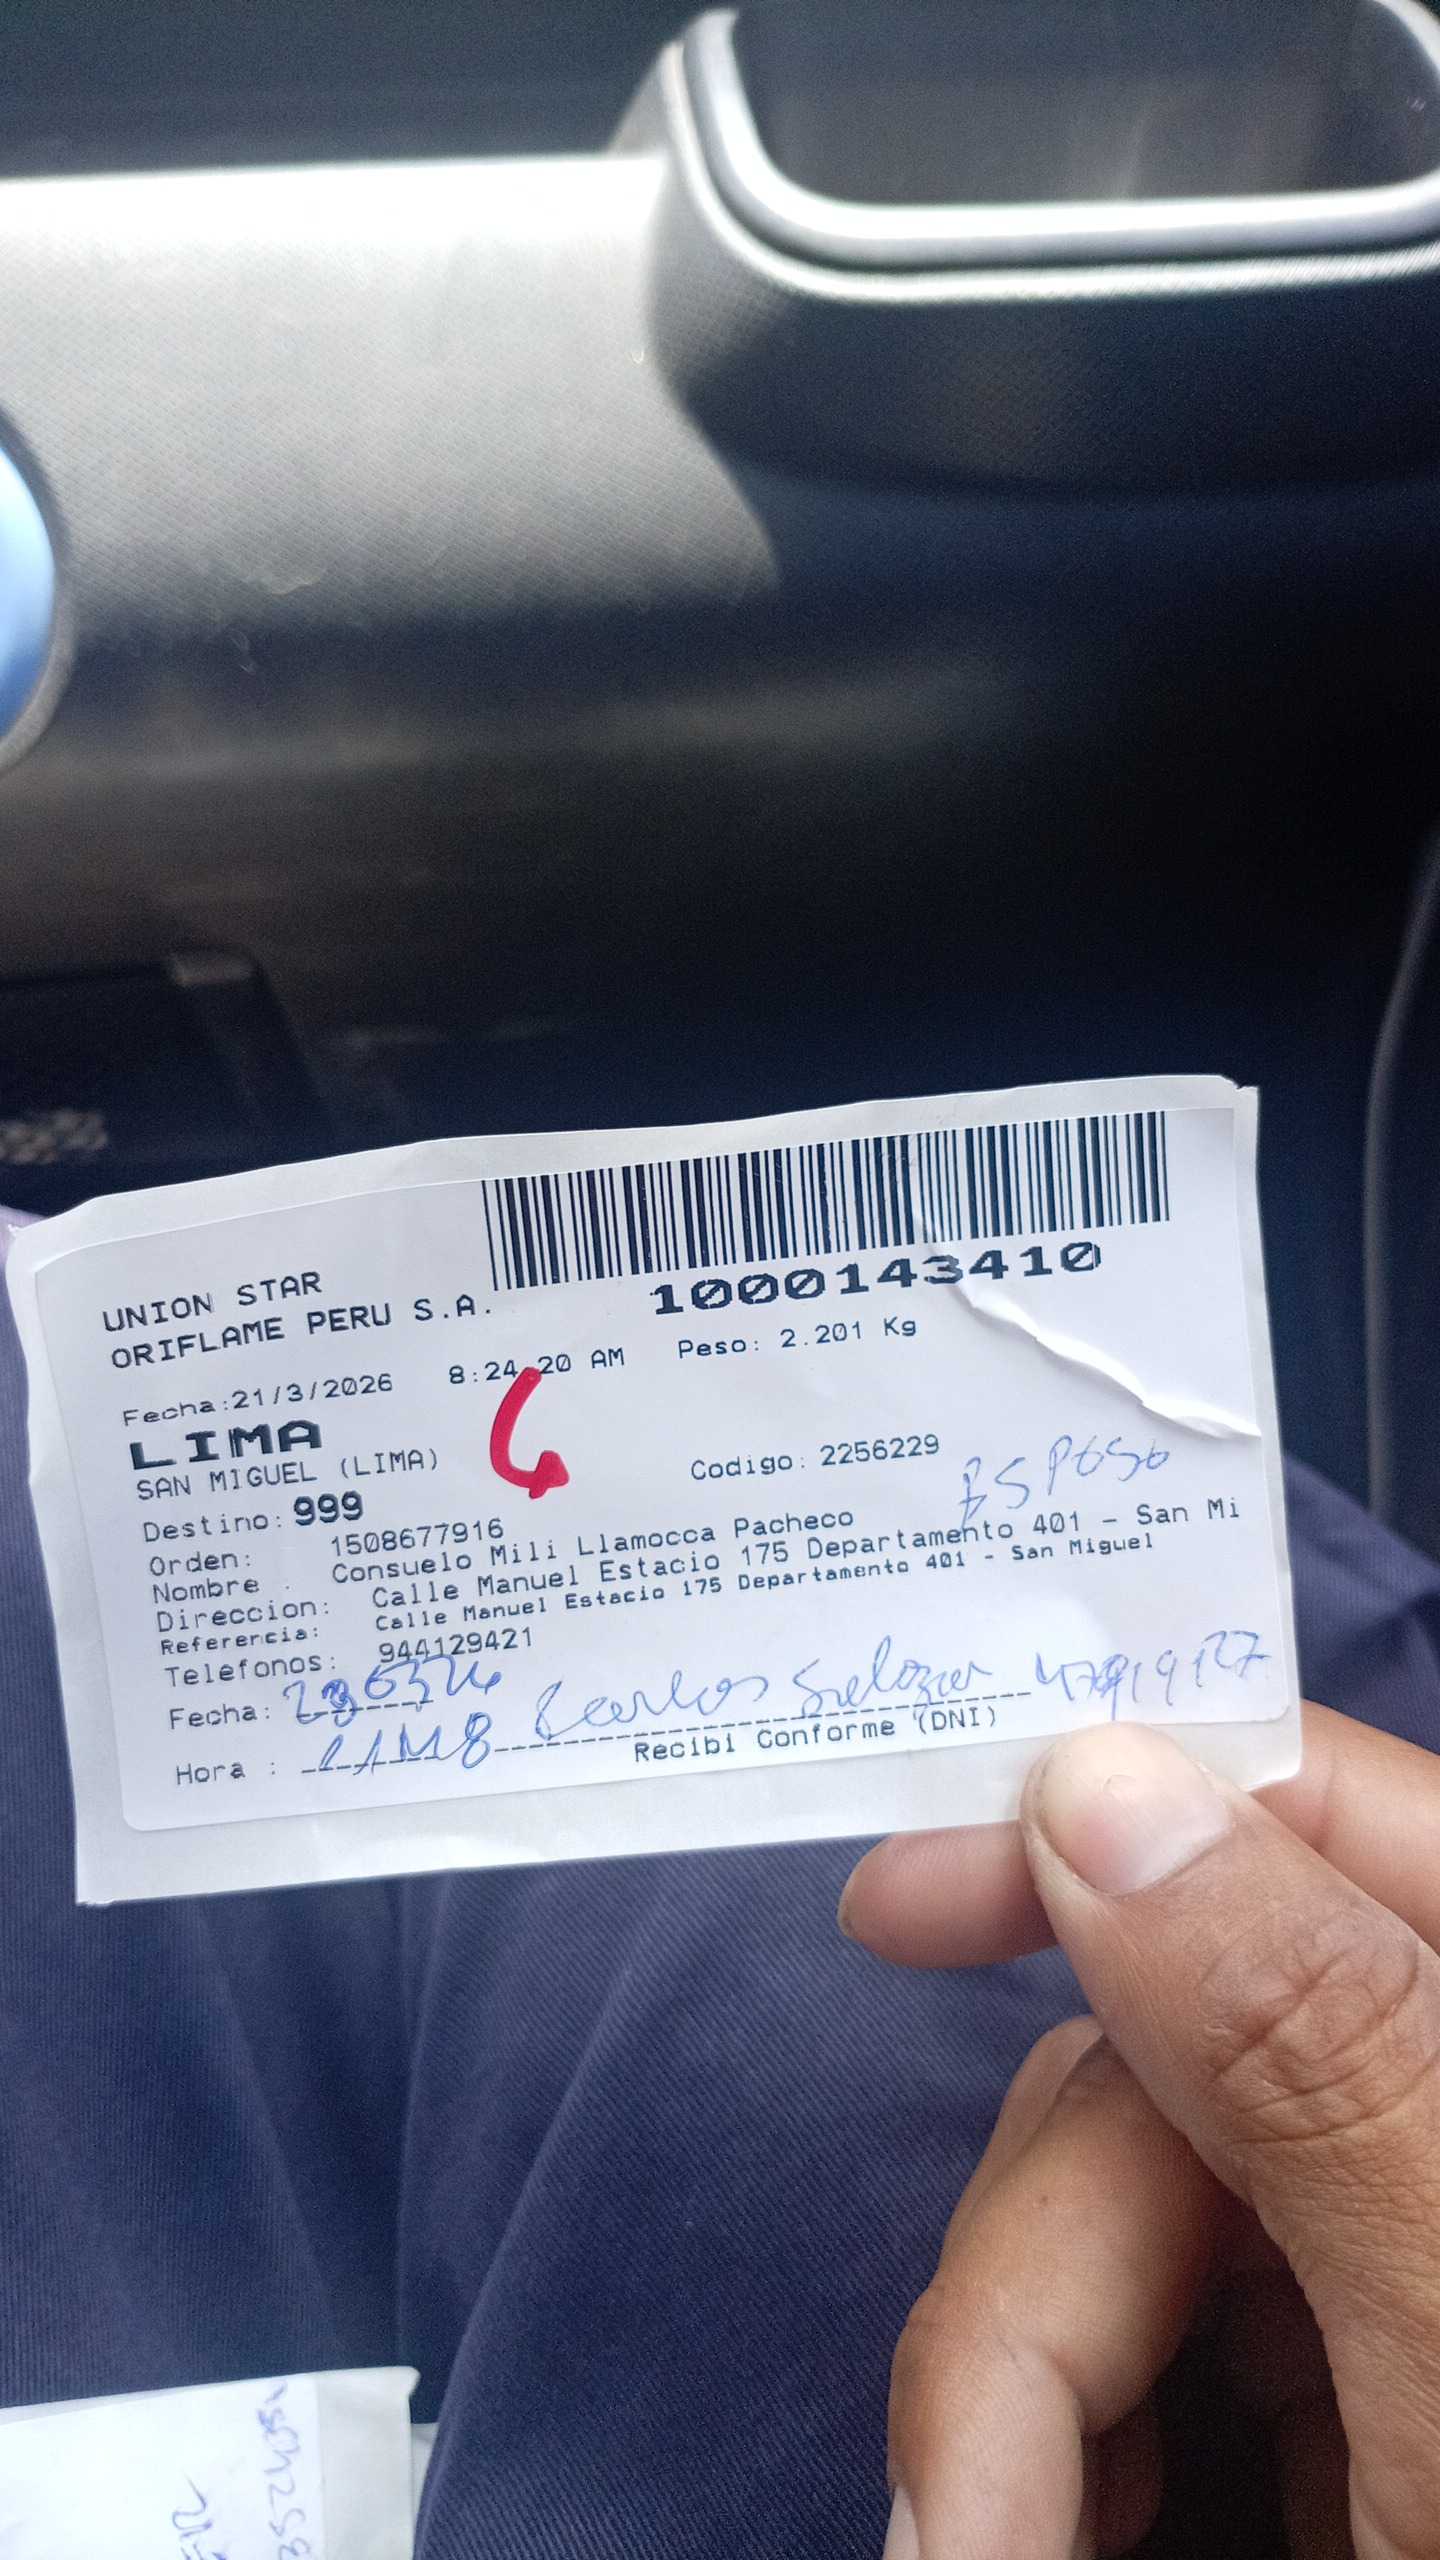 UNION STAR
ORIFLAME PERU S.A.
1000143410
Fecha:21/3/2026 8:24:20 AM Peso: 2.201 Kg
LIMA
SAN MIGUEL (LIMA)
Destino: 999 Codigo: 2256229
ESPOSO
Orden: 1508677916
Nombre : Consuelo Mili Llamocca Pacheco
Direccion: Calle Manuel Estacio 175 Departamento 401 - San Mi
Referencia: Calle Manuel Estacio 175 Departamento 401 - San Miguel
Telefonos: 944129421
Fecha:
Hora : Carlos Salazar
Recibi Conforme (DNI)